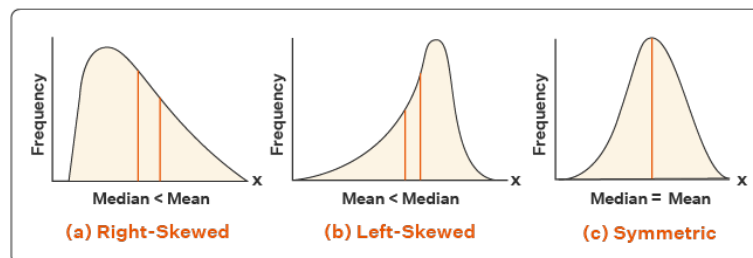 Frequency
x
Median < Mean
(a) Right-Skewed
Frequency
x
Mean < Median
(b) Left-Skewed
Frequency
x
Median = Mean
(c) Symmetric